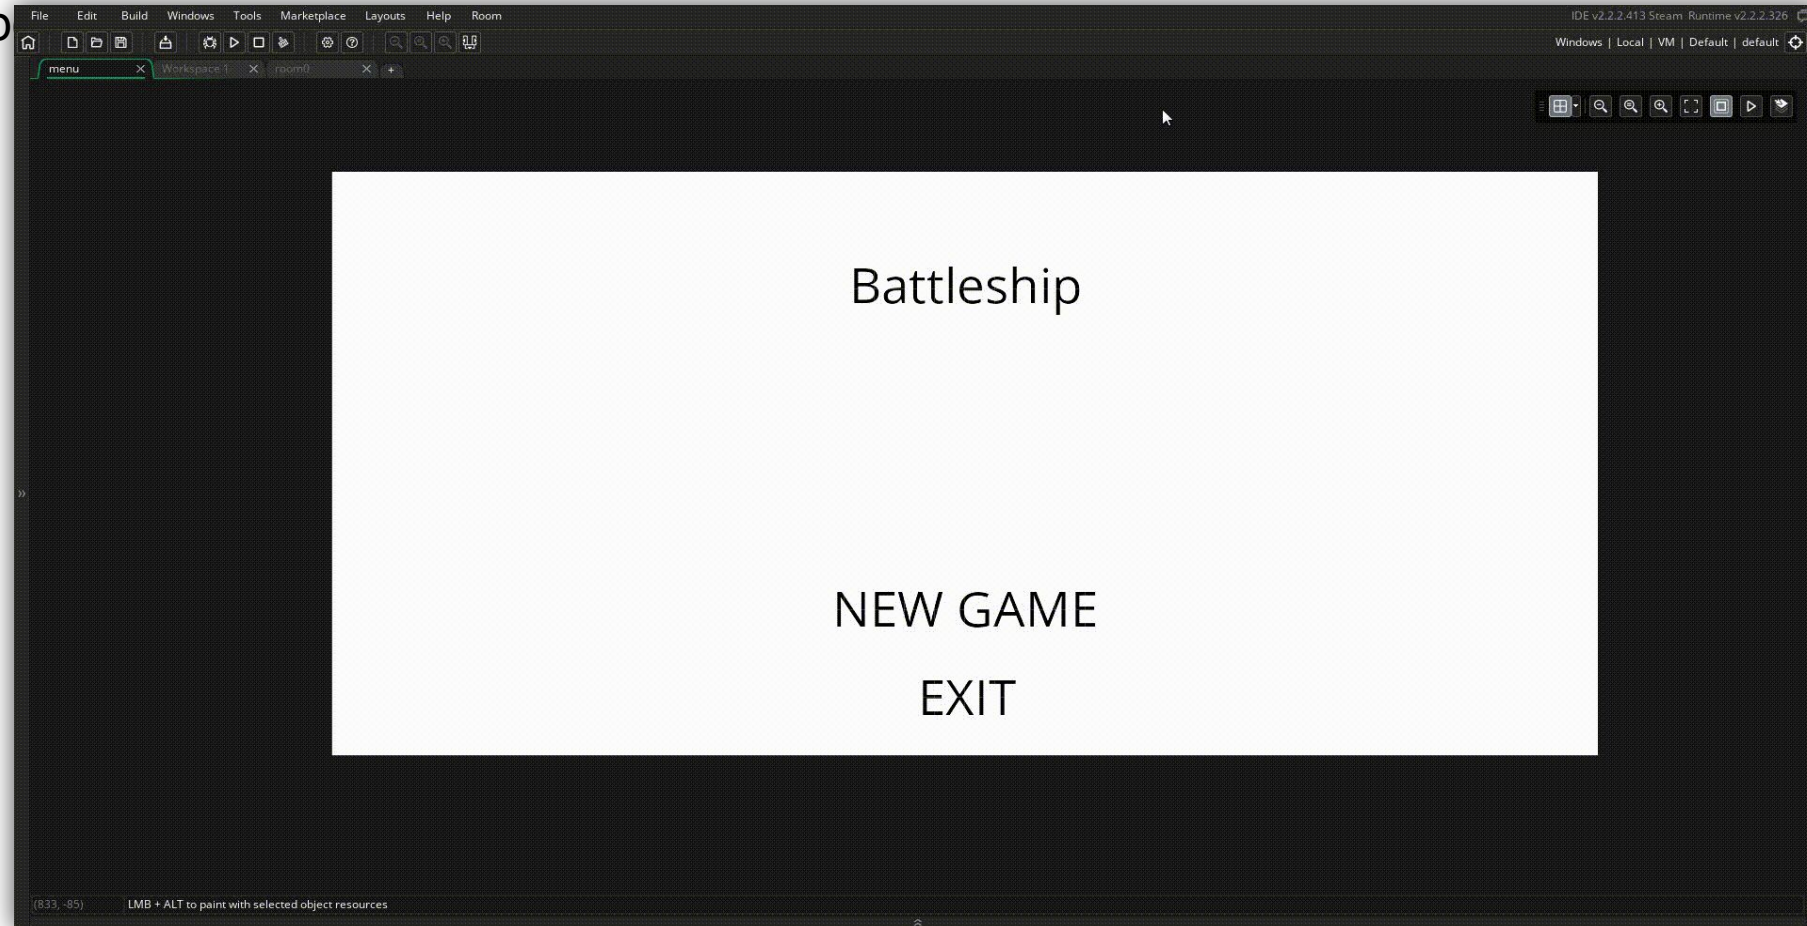 File Edit Build Windows Tools Marketplace Layouts Help Room
IDE v2.2.2.413 Steam Runtime v2.2.2.326
Windows | Local | VM | Default | default
menu Workspace 1 room0 +
Battleship
NEW GAME
EXIT
(833, -85) LMB + ALT to paint with selected object resources